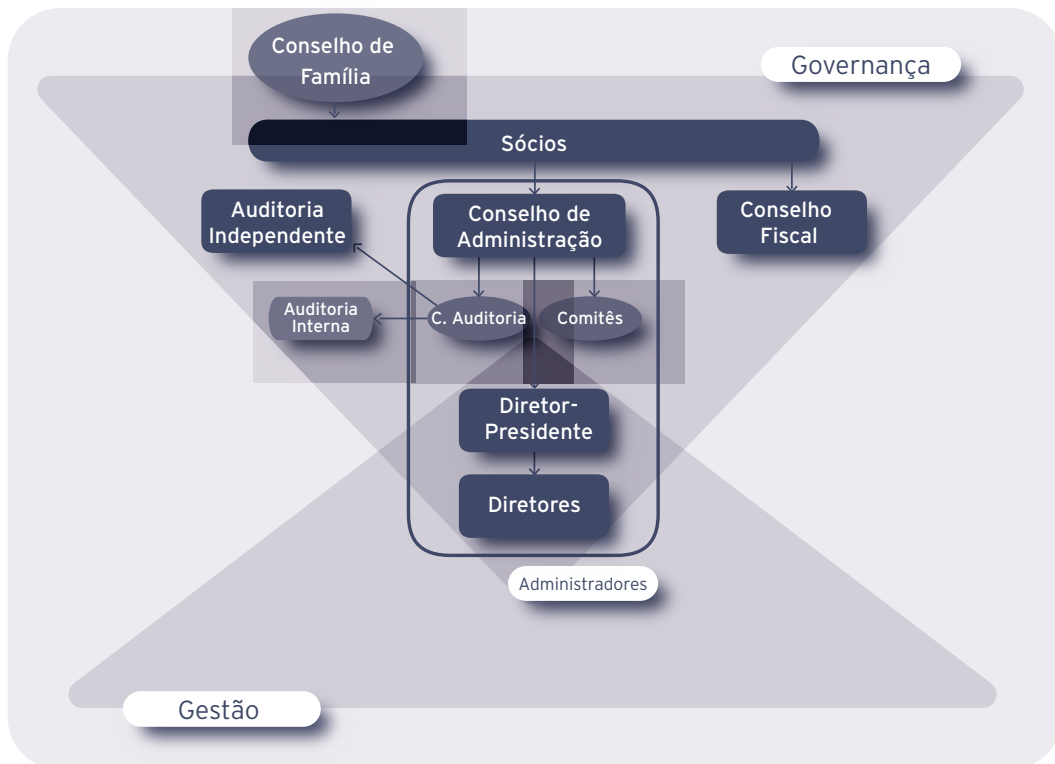 Conselho de
Família
Governança
Sócios
Auditoria
Independente
Conselho de
Administração
Conselho
Fiscal
Auditoria
Interna
C. Auditoria
Comitês
Diretor-
Presidente
Diretores
Administradores
Gestão